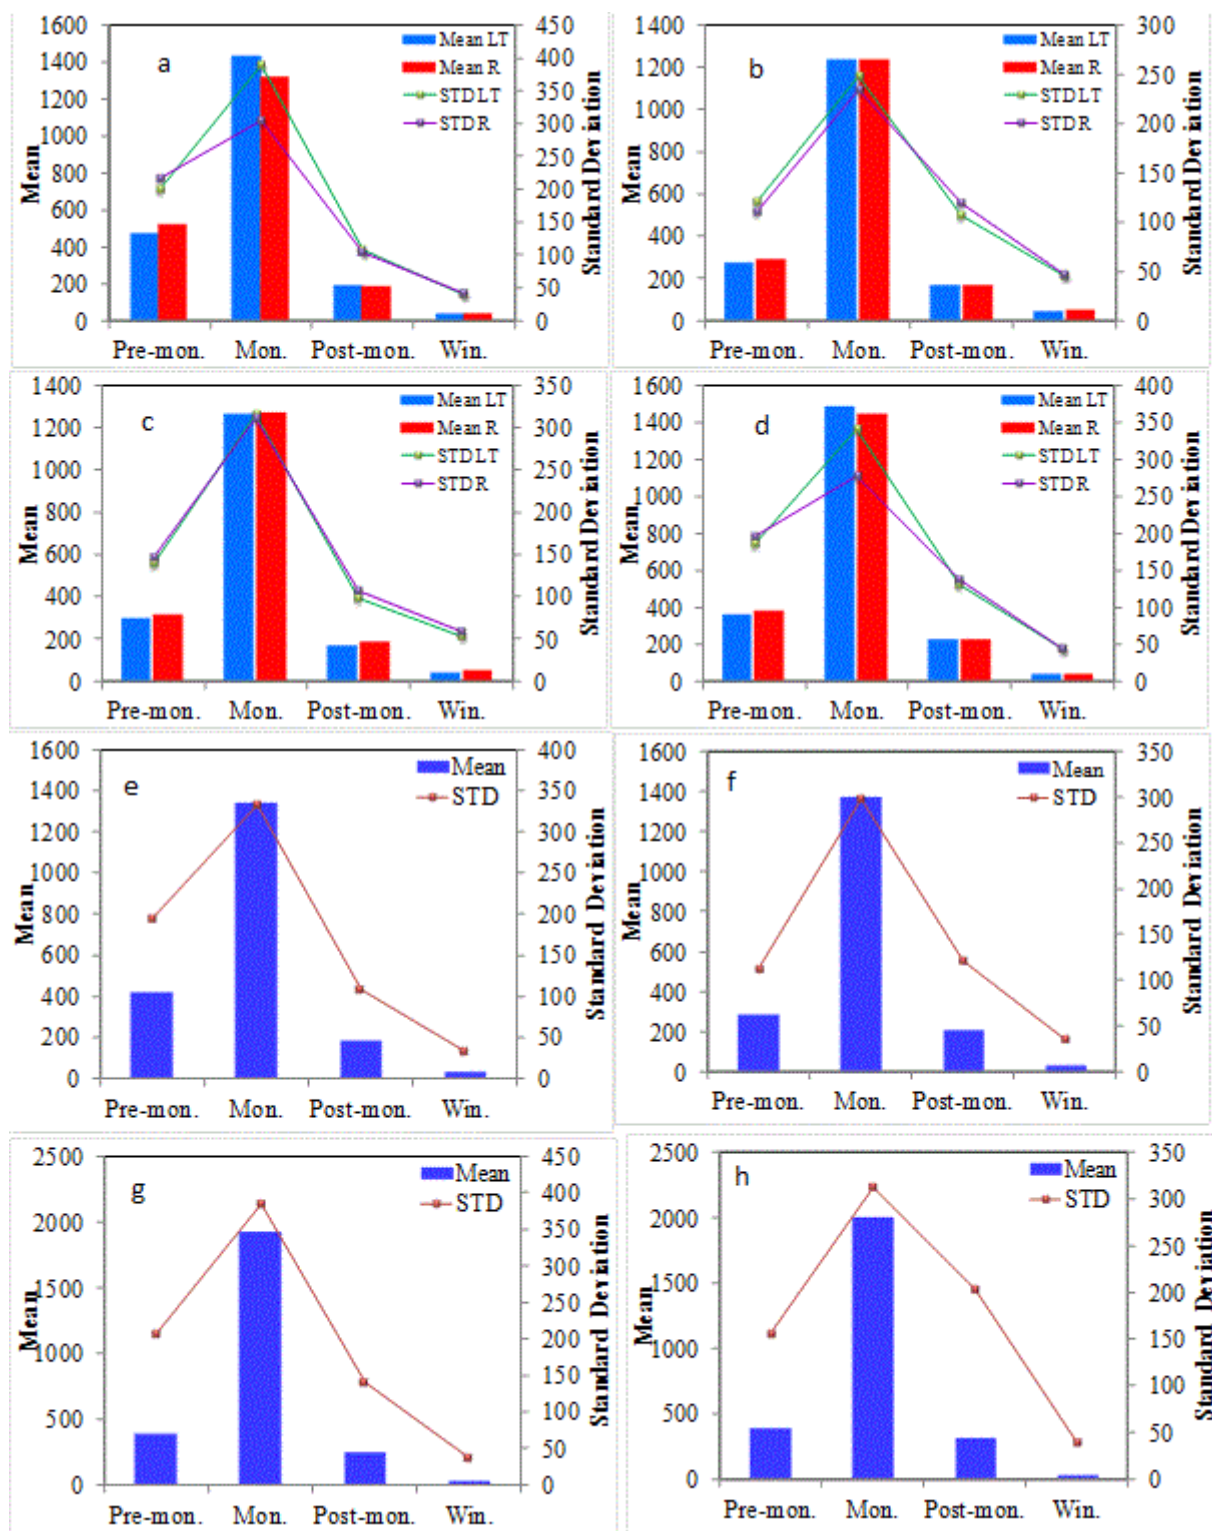 a
1600
1400
1200
1000
800
600
400
200
0
Mean
450
400
350
300
250
200
150
100
50
0
Standard Deviation
Mean LT
Mean R
STDLT
STDR
Pre-mon. Mon. Post-mon. Win.
b
1400
1200
1000
800
600
400
200
0
Mean
300
250
200
150
100
50
0
Standard Deviation
Mean LT
Mean R
STDLT
STDR
Pre-mon. Mon. Post-mon. Win.
c
1400
1200
1000
800
600
400
200
0
Mean
350
300
250
200
150
100
50
0
Standard Deviation
Mean LT
Mean R
STDLT
STDR
Pre-mon. Mon. Post-mon. Win.
d
1600
1400
1200
1000
800
600
400
200
0
Mean
400
350
300
250
200
150
100
50
0
Standard Deviation
Mean LT
Mean R
STDLT
STDR
Pre-mon. Mon. Post-mon. Win.
e
1600
1400
1200
1000
800
600
400
200
0
Mean
400
350
300
250
200
150
100
50
0
Standard Deviation
Mean
STD
Pre-mon. Mon. Post-mon. Win.
f
1600
1400
1200
1000
800
600
400
200
0
Mean
350
300
250
200
150
100
50
0
Standard Deviation
Mean
STD
Pre-mon. Mon. Post-mon. Win.
g
2500
2000
1500
1000
500
0
Mean
450
400
350
300
250
200
150
100
50
0
Standard Deviation
Mean
STD
Pre-mon. Mon. Post-mon. Win.
h
2500
2000
1500
1000
500
0
Mean
350
300
250
200
150
100
50
0
Standard Deviation
Mean
STD
Pre-mon. Mon. Post-mon. Win.